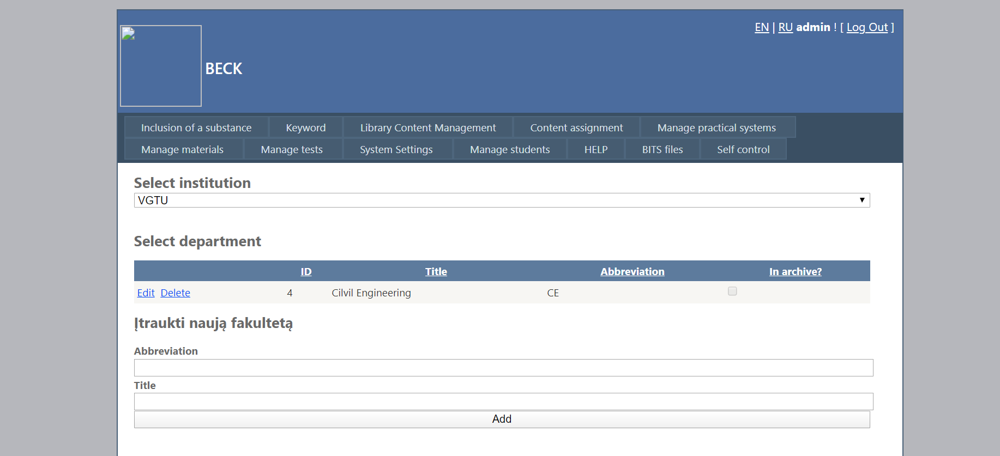 EN | RU admin ! [ Log Out ]
BECK
Inclusion of a substance Keyword Library Content Management Content assignment Manage practical systems
Manage materials Manage tests System Settings Manage students HELP BITS files Self control
Select institution
VGTU
Select department
ID Title Abbreviation In archive?
Edit Delete 4 Cilvil Engineering CE
Įtraukti naują fakultetą
Abbreviation
Title
Add